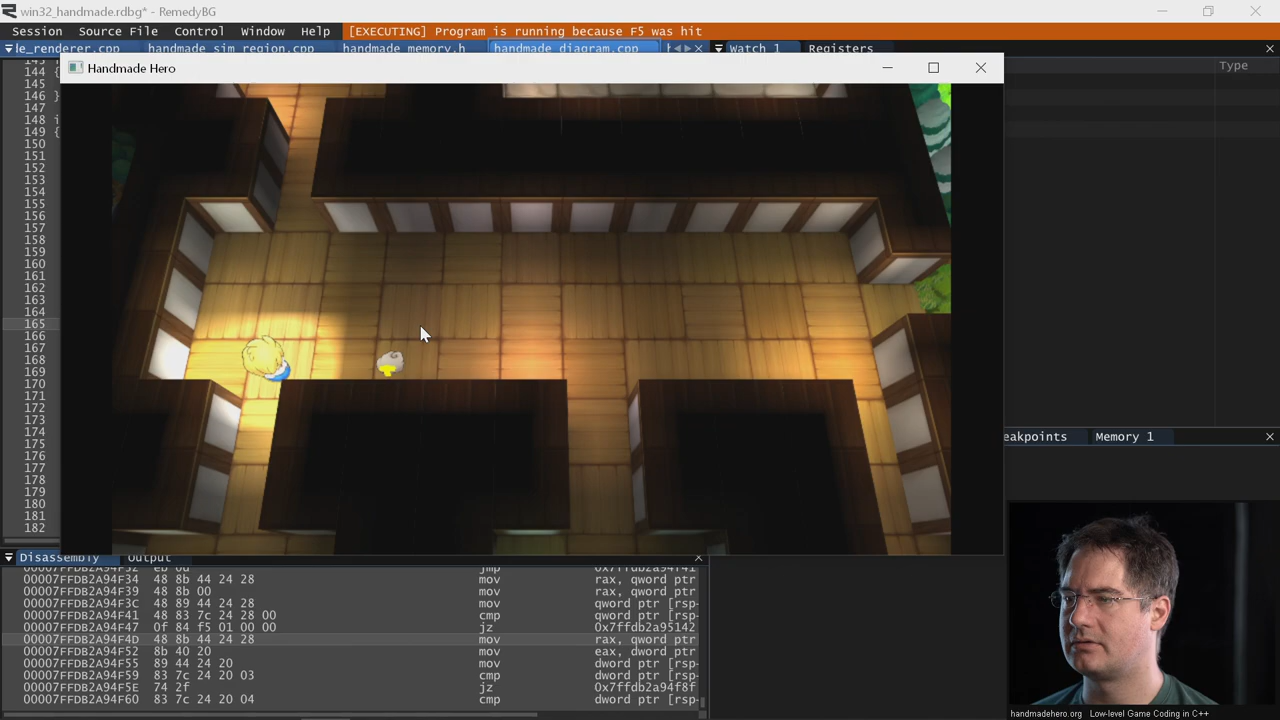 win32_handmade.rdbg* - RemedyBG
Session Source File Control Window Help [EXECUTING] Program is running because F5 was hit
le_renderer.cpp handmade_sim_region.cpp handmade_memory.h handmade_diagram.cpp Watch 1 Registers
Handmade Hero
Type
144 {
145
146 }
147
148 i
149 {
150
151
152
153
154
155
156
157
158
159
160
161
162
163
164
165
166
167
168
169
170
171
172
173
174
175
176
177
178
179
180
181
182
eakpoints Memory 1
Disassembly Output
00007FFDB2A94F32 eb 0d jmp 0x7ffdb2a94f41
00007FFDB2A94F34 48 8b 44 24 28 mov rax, qword ptr
00007FFDB2A94F39 48 8b 00 mov rax, qword ptr
00007FFDB2A94F3C 48 89 44 24 28 mov qword ptr [rsp-
00007FFDB2A94F41 48 83 7c 24 28 00 cmp qword ptr [rsp-
00007FFDB2A94F47 0f 84 f5 01 00 00 jz 0x7ffdb2a95142
00007FFDB2A94F4D 48 8b 44 24 28 mov rax, qword ptr
00007FFDB2A94F52 8b 40 20 mov eax, dword ptr
00007FFDB2A94F55 89 44 24 20 mov dword ptr [rsp-
00007FFDB2A94F59 83 7c 24 20 03 cmp dword ptr [rsp-
00007FFDB2A94F5E 74 2f jz 0x7ffdb2a94f8f
00007FFDB2A94F60 83 7c 24 20 04 cmp dword ptr [rsp-
handmadehero.org Low-level Game Coding in C++